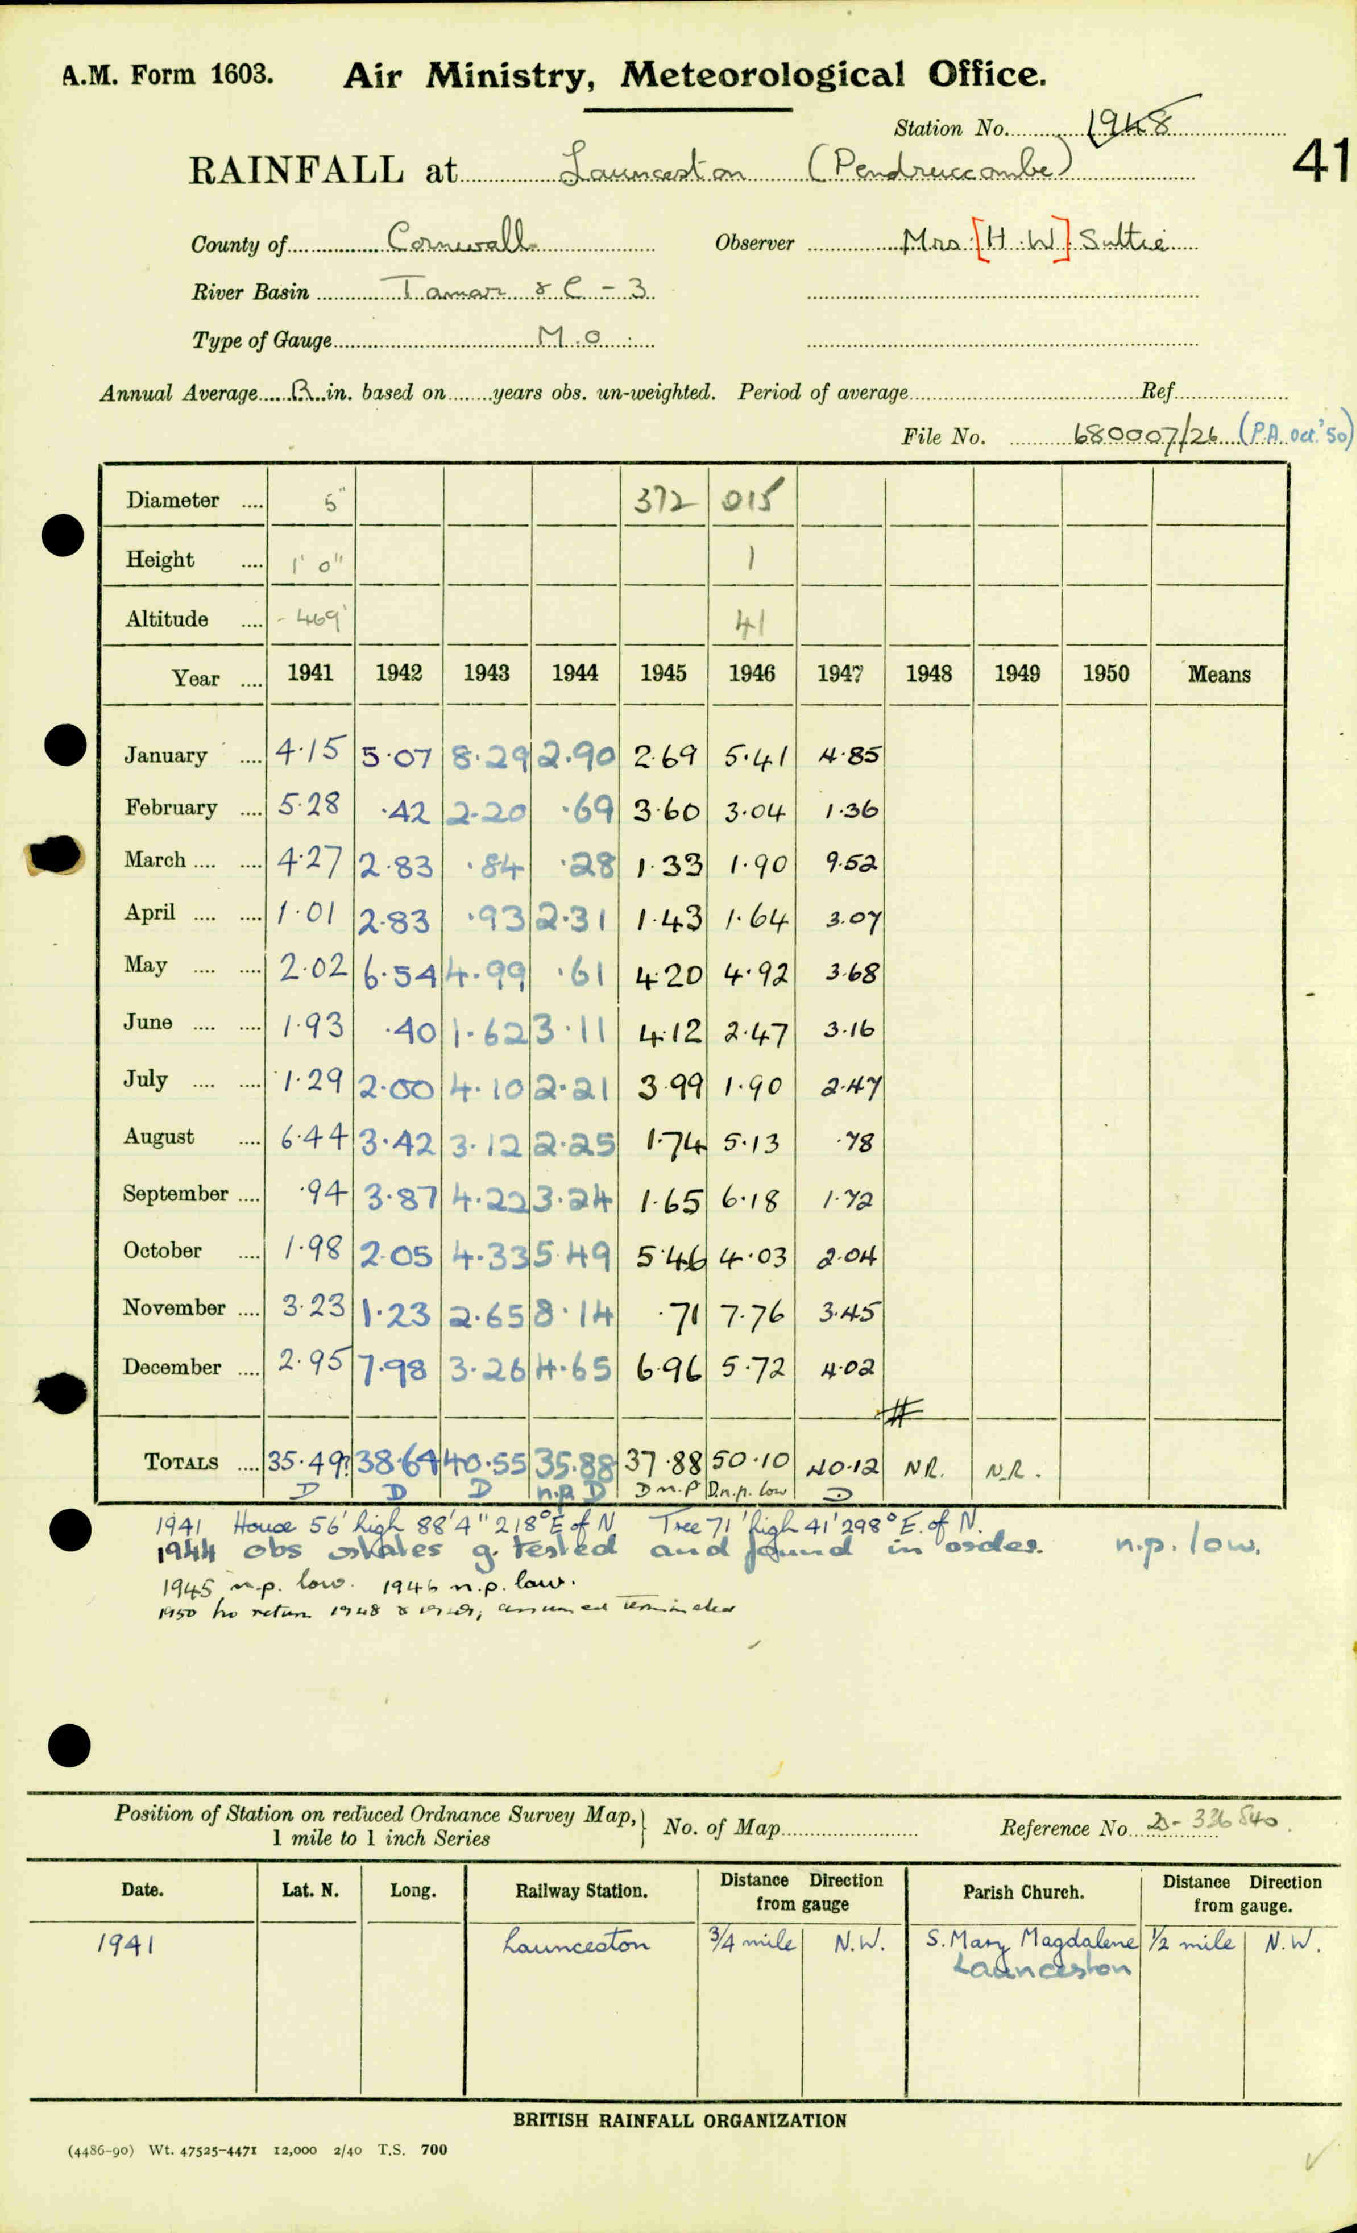 A.M. Form 1603. Air Ministry, Meteorological Office.
Station No. 1948
RAINFALL at Launceston (Pendruccombe) 41
County of Cornwall Observer Mrs [H.W] Suttie
River Basin Tamar & C - 3
Type of Gauge M.O.
Annual Average R in. based on years obs. un-weighted. Period of average Ref
File No. 680007/26 (P.A. Oct. '50)
Diameter .... 5" 372 015
Height .... 1' 0" 1
Altitude .... - 469' 41
Year .... 1941 1942 1943 1944 1945 1946 1947 1948 1949 1950 Means
January .... 4.15 5.07 8.29 2.90 2.69 5.41 4.85
February .... 5.28 .42 2.20 .69 3.60 3.04 1.36
March .... .... 4.27 2.83 .84 .28 1.33 1.90 9.52
April .... .... 1.01 2.83 .93 2.31 1.43 1.64 3.07
May .... .... 2.02 6.54 4.99 .61 4.20 4.92 3.68
June .... .... 1.93 .40 1.62 3.11 4.12 2.47 3.16
July .... .... 1.29 2.00 4.10 2.21 3.99 1.90 2.47
August .... 6.44 3.42 3.12 2.25 1.74 5.13 .78
September .... .94 3.87 4.22 3.24 1.65 6.18 1.72
October .... 1.98 2.05 4.33 5.49 5.46 4.03 2.04
November .... 3.23 1.23 2.65 8.14 .71 7.76 3.45
December .... 2.95 7.98 3.26 4.65 6.96 5.72 4.02
TOTALS .... 35.49? 38.64 40.55 35.88 37.88 50.10 40.12 NR. N.R.
D D D n.p. D D n.p D.n.p. low D
1941 House 56' high 88'4" 218° E of N Tree 71' high 41' 298° E. of N.
1944 obs states g. tested and found in order. n.p. low.
1945 n.p. low. 1946 n.p. low.
1950 No return 1948 & 1949, assumed terminated
Position of Station on reduced Ordnance Survey Map,
1 mile to 1 inch Series No. of Map Reference No 20- 336840
Date. Lat. N. Long. Railway Station. Distance Direction from gauge Parish Church. Distance Direction from gauge.
1941 Launceston 3/4 mile N.W. S. Mary Magdalene 1/2 mile N.W.
Launceston
BRITISH RAINFALL ORGANIZATION
(4486-90) Wt. 47525-4471 12,000 2/40 T.S. 700